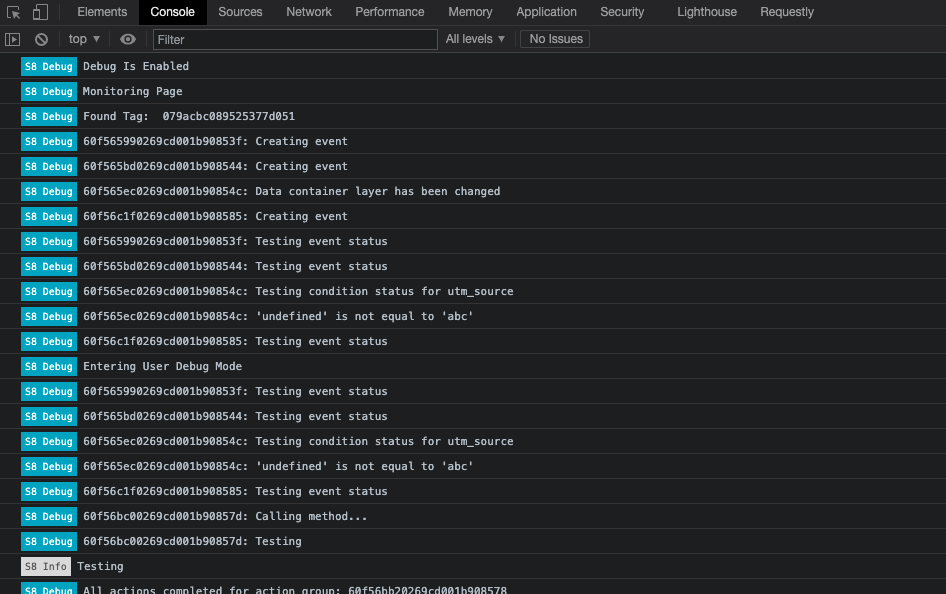 Elements Console Sources Network Performance Memory Application Security Lighthouse Requestly
top ▼ Filter All levels ▼ No Issues
S8 Debug Debug Is Enabled
S8 Debug Monitoring Page
S8 Debug Found Tag:  079acbc089525377d051
S8 Debug 60f565990269cd001b90853f: Creating event
S8 Debug 60f565bd0269cd001b908544: Creating event
S8 Debug 60f565ec0269cd001b90854c: Data container layer has been changed
S8 Debug 60f56c1f0269cd001b908585: Creating event
S8 Debug 60f565990269cd001b90853f: Testing event status
S8 Debug 60f565bd0269cd001b908544: Testing event status
S8 Debug 60f565ec0269cd001b90854c: Testing condition status for utm_source
S8 Debug 60f565ec0269cd001b90854c: 'undefined' is not equal to 'abc'
S8 Debug 60f56c1f0269cd001b908585: Testing event status
S8 Debug Entering User Debug Mode
S8 Debug 60f565990269cd001b90853f: Testing event status
S8 Debug 60f565bd0269cd001b908544: Testing event status
S8 Debug 60f565ec0269cd001b90854c: Testing condition status for utm_source
S8 Debug 60f565ec0269cd001b90854c: 'undefined' is not equal to 'abc'
S8 Debug 60f56c1f0269cd001b908585: Testing event status
S8 Debug 60f56bc00269cd001b90857d: Calling method...
S8 Debug 60f56bc00269cd001b90857d: Testing
S8 Info Testing
S8 Debug All actions completed for action group: 60f56bb20269cd001b908578